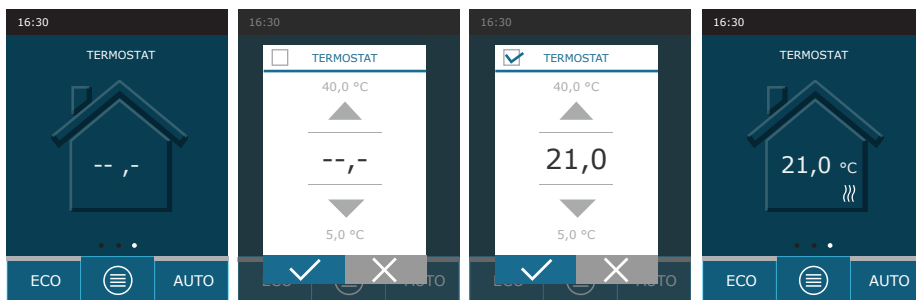 16:30
TERMOSTAT
-- ,-
ECO
AUTO
16:30
TERMOSTAT
40,0 °C
--,-
5,0 °C
16:30
TERMOSTAT
40,0 °C
21,0
5,0 °C
16:30
TERMOSTAT
21,0 °C
ECO
AUTO